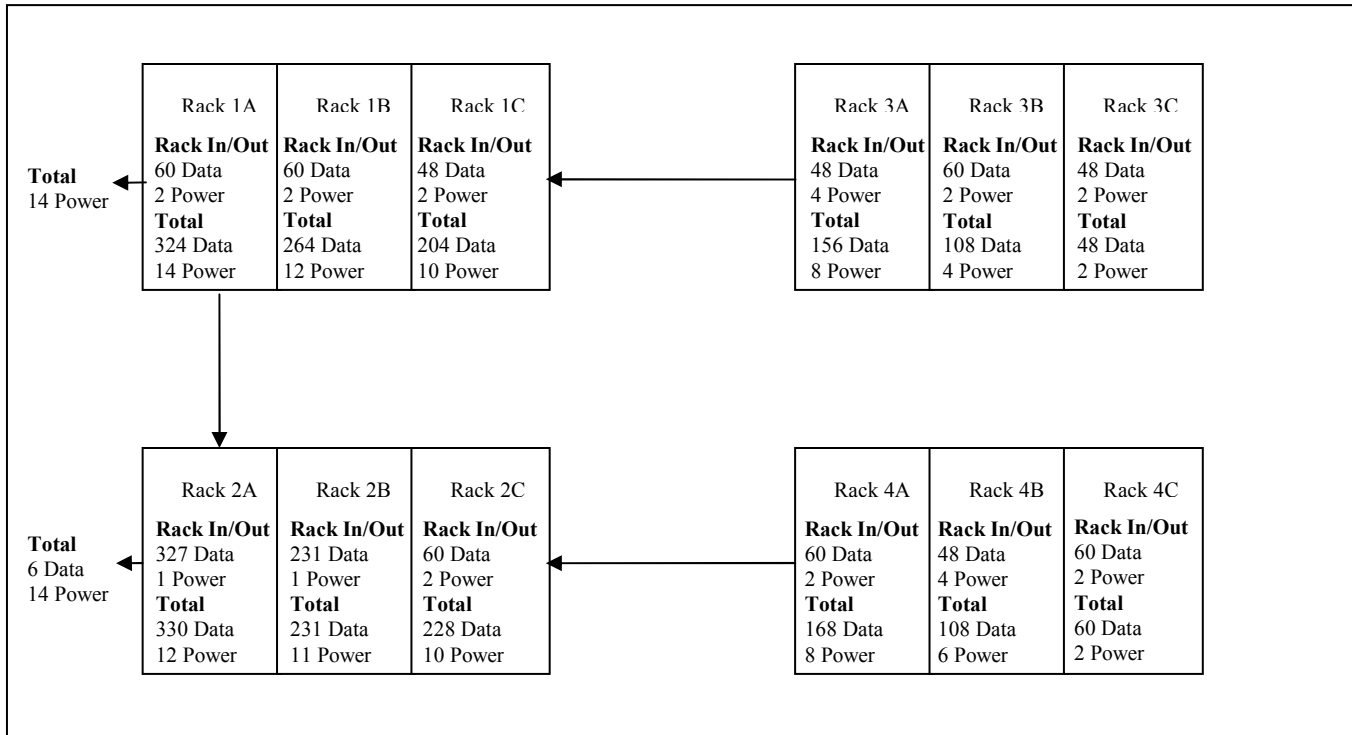 Rack 1A
Rack In/Out
60 Data
2 Power
Total
324 Data
14 Power
Rack 1B
Rack In/Out
60 Data
2 Power
Total
264 Data
12 Power
Rack 1C
Rack In/Out
48 Data
2 Power
Total
204 Data
10 Power
Rack 3A
Rack In/Out
48 Data
4 Power
Total
156 Data
8 Power
Rack 3B
Rack In/Out
60 Data
2 Power
Total
108 Data
4 Power
Rack 3C
Rack In/Out
48 Data
2 Power
Total
48 Data
2 Power
Total
14 Power
Rack 2A
Rack In/Out
327 Data
1 Power
Total
330 Data
12 Power
Rack 2B
Rack In/Out
231 Data
1 Power
Total
231 Data
11 Power
Rack 2C
Rack In/Out
60 Data
2 Power
Total
228 Data
10 Power
Rack 4A
Rack In/Out
60 Data
2 Power
Total
168 Data
8 Power
Rack 4B
Rack In/Out
48 Data
4 Power
Total
108 Data
6 Power
Rack 4C
Rack In/Out
60 Data
2 Power
Total
60 Data
2 Power
Total
6 Data
14 Power